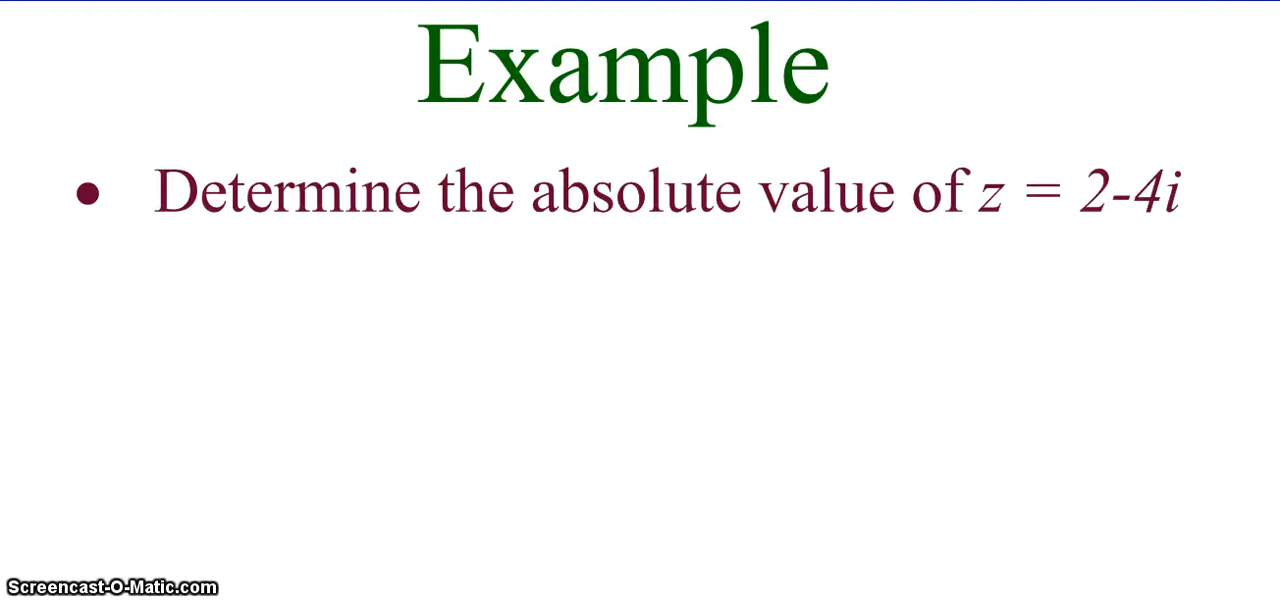 Example
• Determine the absolute value of z = 2-4i
Screencast-O-Matic.com